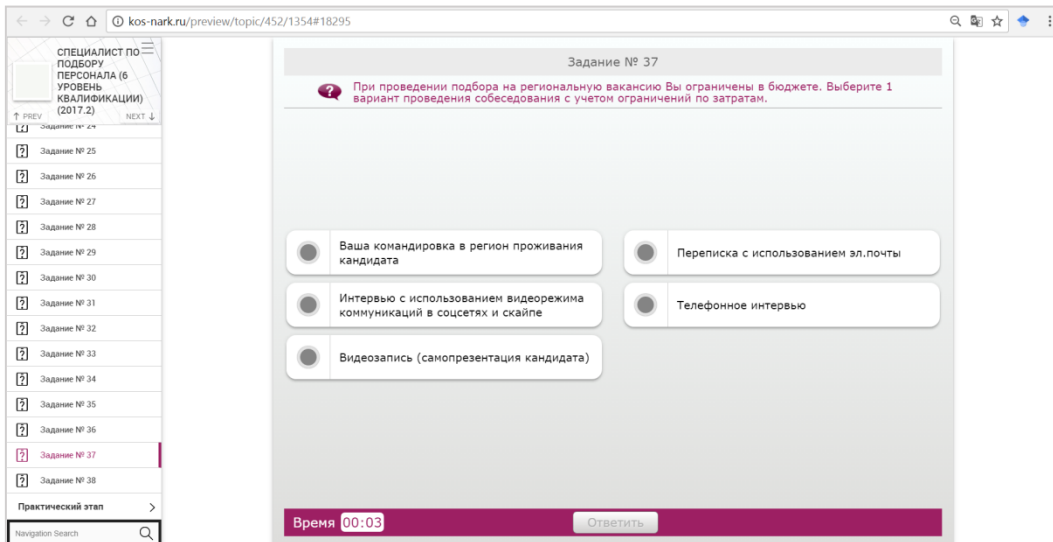 kos-nark.ru/preview/topic/452/1354#18295
СПЕЦИАЛИСТ ПО
ПОДБОРУ
ПЕРСОНАЛА (6
УРОВЕНЬ
КВАЛИФИКАЦИИ)
(2017.2)
PREV
NEXT
Задание № 24
Задание № 25
Задание № 26
Задание № 27
Задание № 28
Задание № 29
Задание № 30
Задание № 31
Задание № 32
Задание № 33
Задание № 34
Задание № 35
Задание № 36
Задание № 37
Задание № 38
Практический этап
Navigation Search
Задание № 37
При проведении подбора на региональную вакансию Вы ограничены в бюджете. Выберите 1
вариант проведения собеседования с учетом ограничений по затратам.
Ваша командировка в регион проживания
кандидата
Переписка с использованием эл.почты
Интервью с использованием видеорежима
коммуникаций в соцсетях и скайпе
Телефонное интервью
Видеозапись (самопрезентация кандидата)
Время 00:03
Ответить